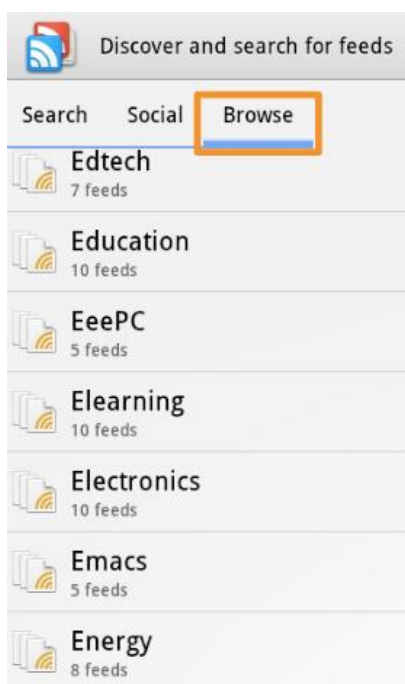 Discover and search for feeds
Search Social Browse
Edtech
7 feeds
Education
10 feeds
EeePC
5 feeds
Elearning
10 feeds
Electronics
10 feeds
Emacs
5 feeds
Energy
8 feeds